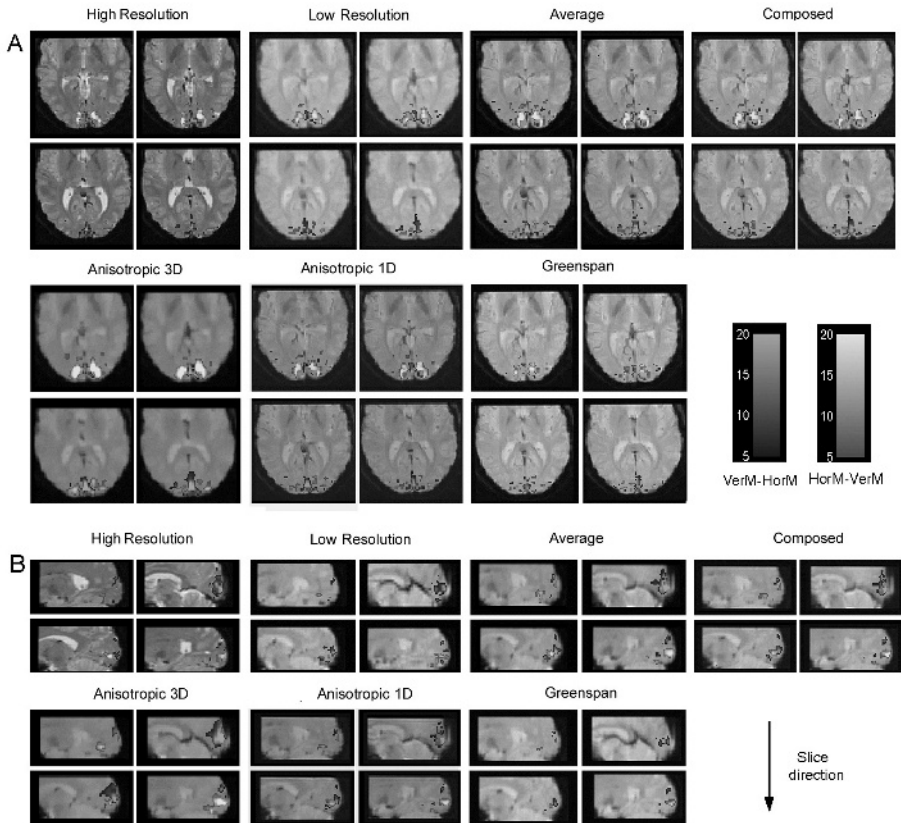 High Resolution Low Resolution Average Composed
A
Anisotropic 3D Anisotropic 1D Greenspan
20 20
15 15
10 10
5 5
VerM-HorM HorM-VerM
High Resolution Low Resolution Average Composed
B
Anisotropic 3D Anisotropic 1D Greenspan
Slice
direction